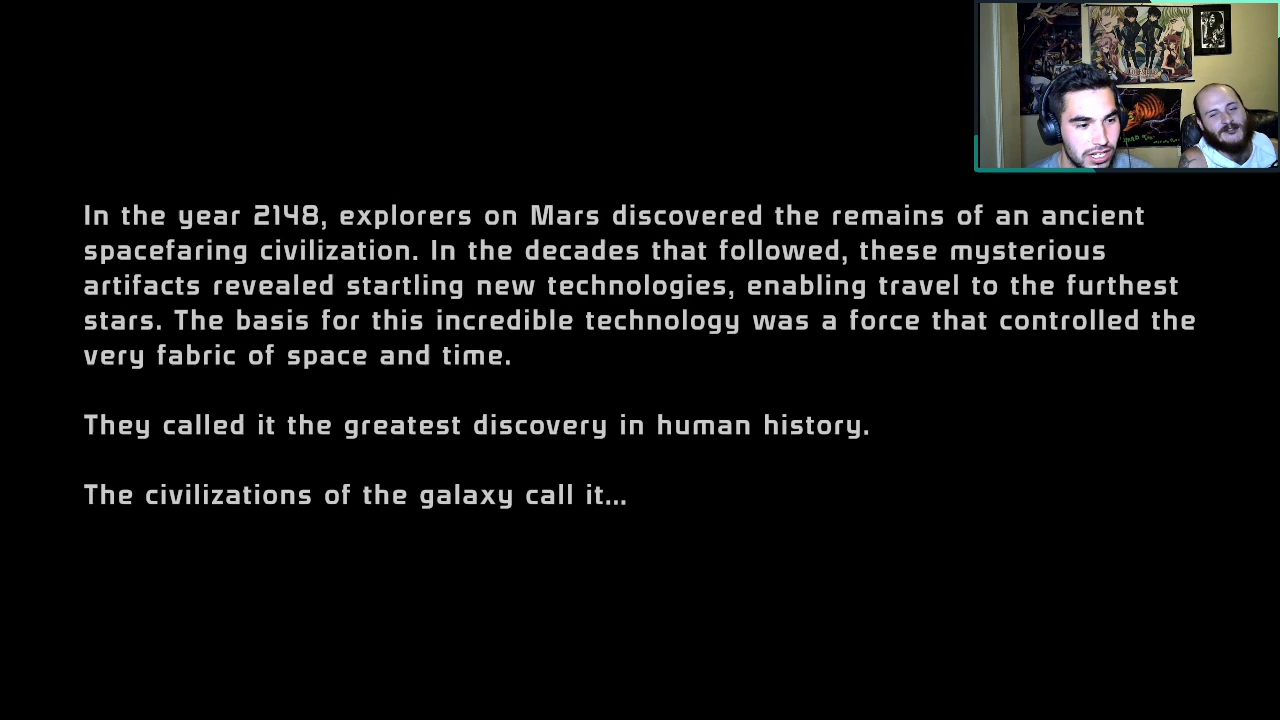 In the year 2148, explorers on Mars discovered the remains of an ancient
spacefaring civilization. In the decades that followed, these mysterious
artifacts revealed startling new technologies, enabling travel to the furthest
stars. The basis for this incredible technology was a force that controlled the
very fabric of space and time.
They called it the greatest discovery in human history.
The civilizations of the galaxy call it...